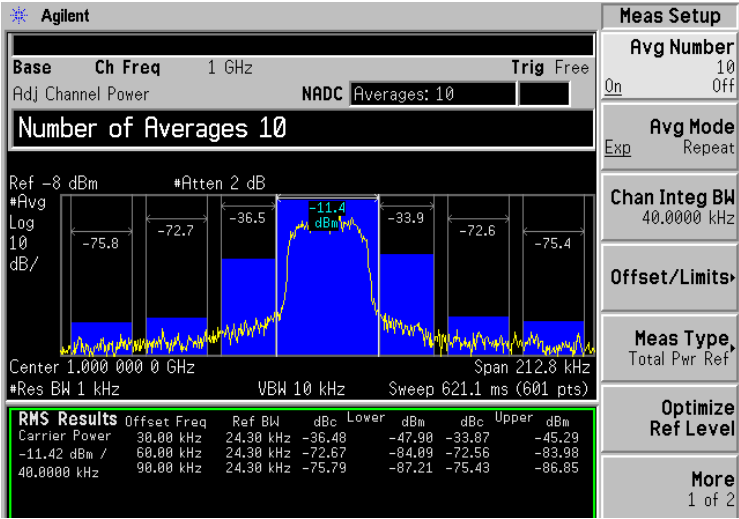 Agilent
Base Ch Freq 1 GHz Trig Free
Adj Channel Power NADC Averages: 10
Number of Averages 10
Ref -8 dBm #Atten 2 dB
#Avg
Log
10
dB/
-75.8
-72.7
-36.5
-11.4
dBm
-33.9
-72.6
-75.4
Center 1.000 000 0 GHz Span 212.8 kHz
#Res BW 1 kHz VBW 10 kHz Sweep 621.1 ms (601 pts)
RMS Results Offset Freq Ref BW dBc Lower dBm dBc Upper dBm
Carrier Power 30.00 kHz 24.30 kHz -36.48 -47.90 -33.87 -45.29
-11.42 dBm / 60.00 kHz 24.30 kHz -72.67 -84.09 -72.56 -83.98
40.0000 kHz 90.00 kHz 24.30 kHz -75.79 -87.21 -75.43 -86.85
Meas Setup
Avg Number
10
On Off
Avg Mode
Exp Repeat
Chan Integ BW
40.0000 kHz
Offset/Limits
Meas Type
Total Pwr Ref
Optimize
Ref Level
More
1 of 2